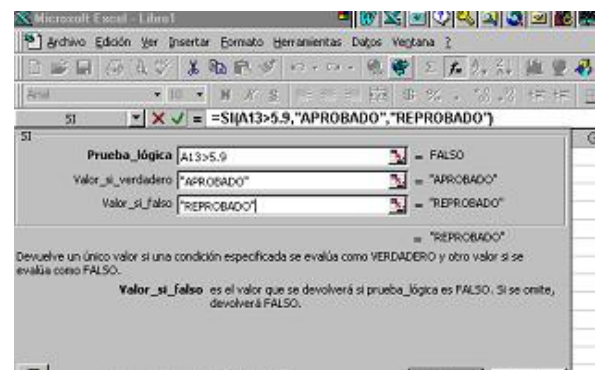 Microsoft Excel - Libro1
Archivo Edición Ver Insertar Formato Herramientas Datos Ventana ?
Arial 10 N K S
SI = =SI(A13>5.9,"APROBADO","REPROBADO")
SI
Prueba_lógica A13>5.9 = FALSO
Valor_si_verdadero "APROBADO" = "APROBADO"
Valor_si_falso "REPROBADO" = "REPROBADO"
= "REPROBADO"
Devuelve un único valor si una condición especificada se evalúa como VERDADERO y otro valor si se
evalúa como FALSO.
Valor_si_falso es el valor que se devolverá si prueba_lógica es FALSO. Si se omite,
devolverá FALSO.